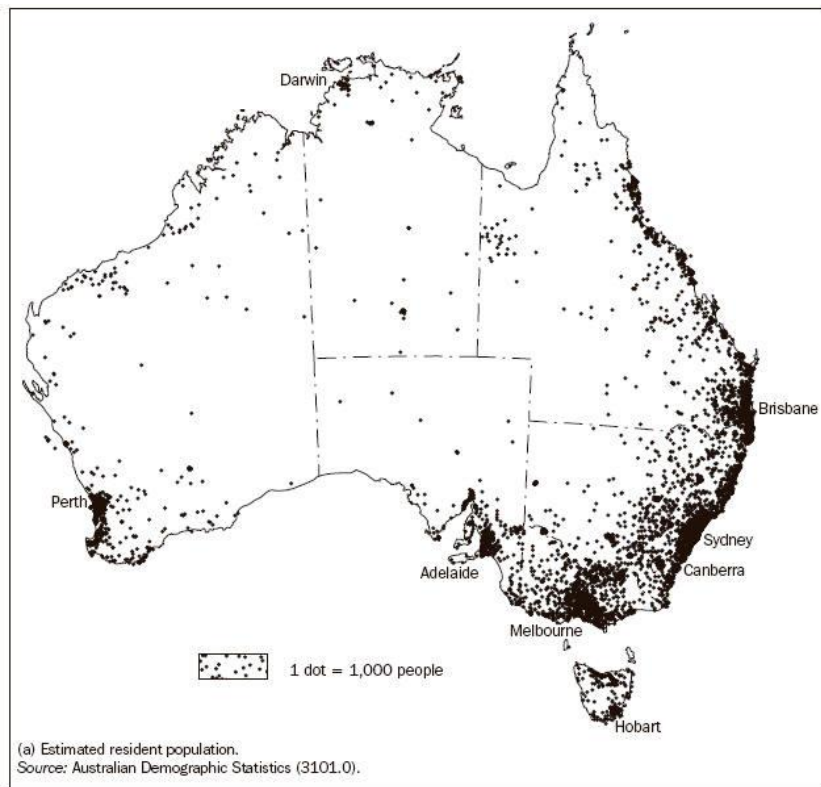 Darwin
Brisbane
Perth
Sydney
Adelaide
Canberra
Melbourne
1 dot = 1,000 people
Hobart
(a) Estimated resident population.
Source: Australian Demographic Statistics (3101.0).